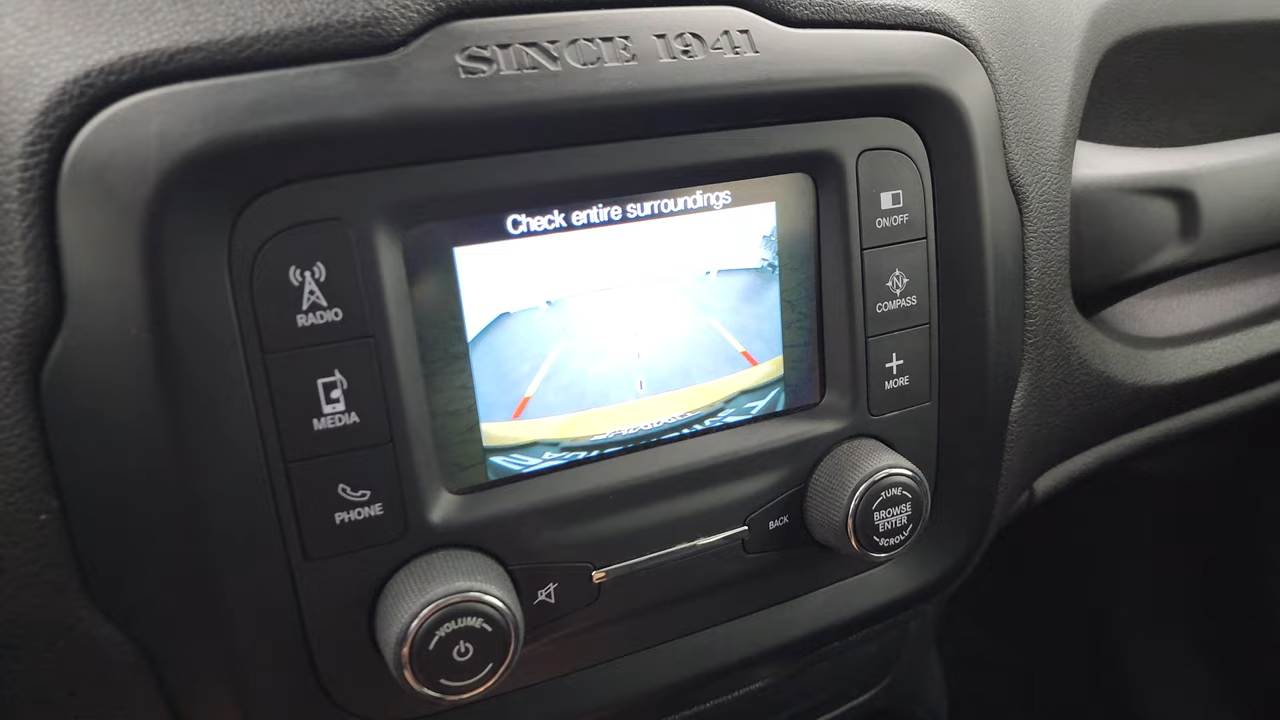 SINCE 1941
Check entire surroundings
RADIO
MEDIA
PHONE
ON/OFF
N
COMPASS
MORE
BACK
TUNE
BROWSE
ENTER
SCROLL
VOLUME